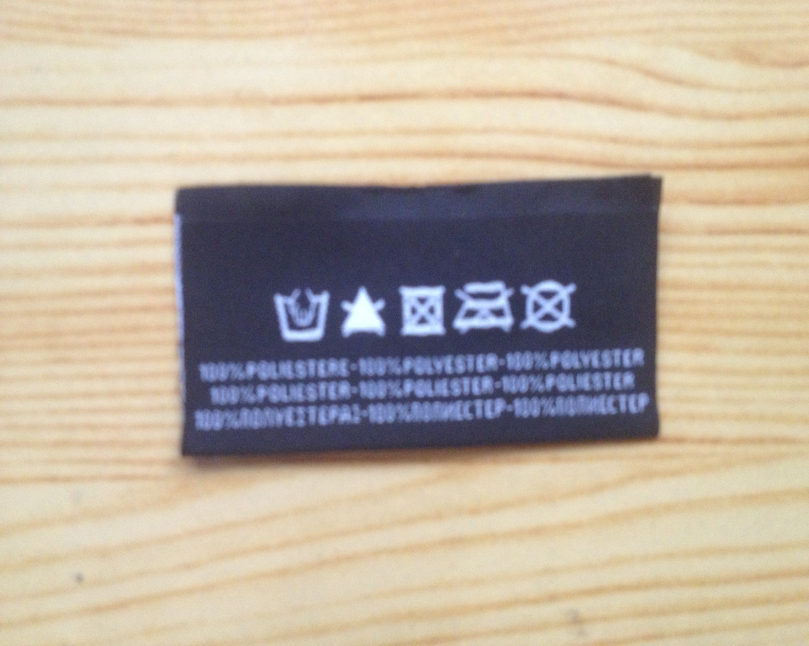 100%POLIESTERE-100%POLYESTER-100%POLYESTER
100%POLIESTER-100%POLIESTER-100%POLIESTER
100%ΠΟΛΥΕΣΤΕΡΑΣ-100%ПОЛИЕСТЕР-100%ПОЛИЕСТЕР